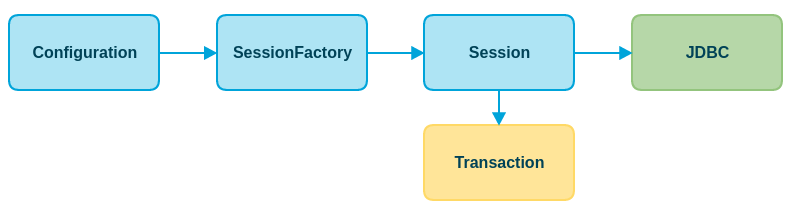 Configuration
SessionFactory
Session
JDBC
Transaction